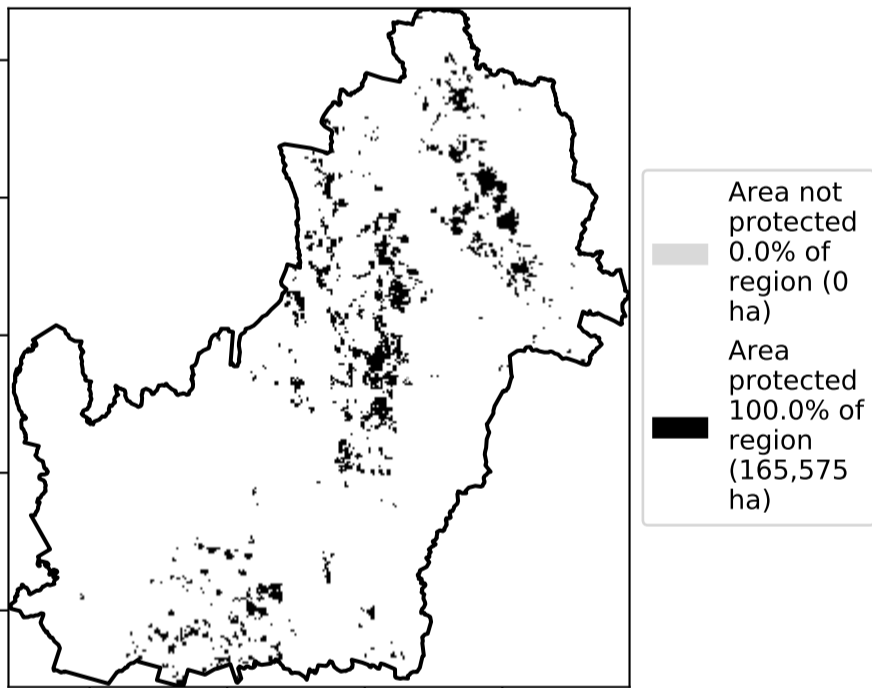 Area not
protected
0.0% of
region (0
ha)
Area
protected
100.0% of
region
(165,575
ha)